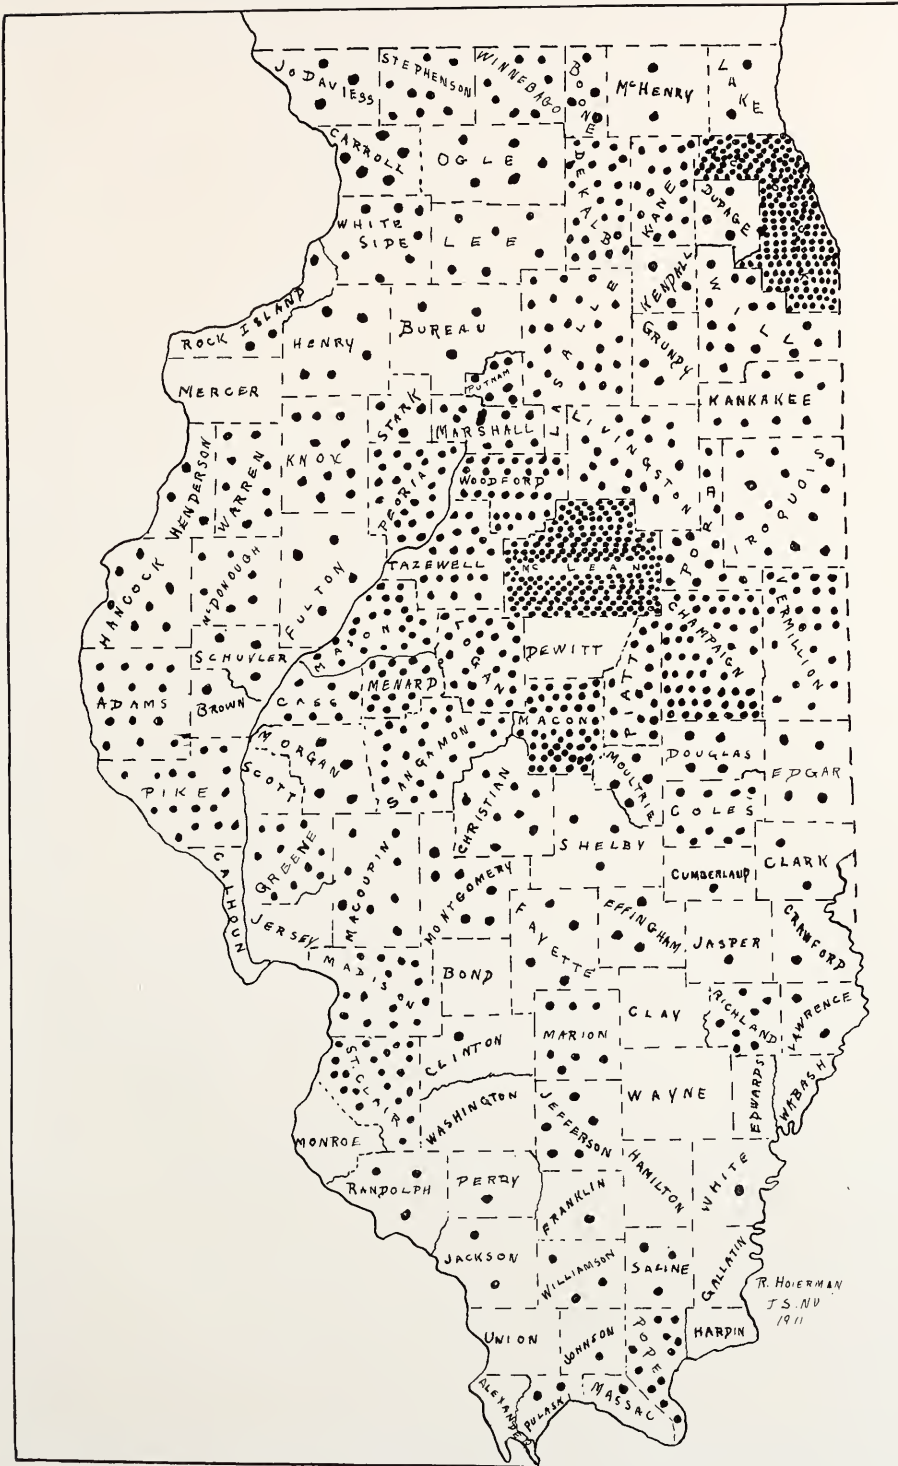 JO DAVIESS
STEPHENSON
WINNEBAGO
BOONE
McHENRY
LAKE
CARROLL
OGLE
DEKALB
KANE
DUPAGE
WHITE
SIDE
LEE
KENDALL
WILL
ROCK ISLAND
HENRY
BUREAU
LASALLE
GRUNDY
MERCER
PUTNAM
KANKAKEE
STARK
MARSHALL
LIVINGSTON
KNOX
HENDERSON
WARREN
PEORIA
WOODFORD
IROQUOIS
HANCOCK
McDONOUGH
FULTON
TAZEWELL
McLEAN
FORD
SCHUYLER
MASON
LOGAN
DEWITT
CHAMPAIGN
VERMILLION
ADAMS
BROWN
CASS
MENARD
PIATT
MACON
PIKE
SCOTT
MORGAN
SANGAMON
CHRISTIAN
MOULTRIE
DOUGLAS
EDGAR
COLES
GREENE
MACOUPIN
MONTGOMERY
SHELBY
CUMBERLAUD
CLARK
CALHOUN
JERSEY
MADISON
BOND
FAYETTE
EFFINGHAM
JASPER
CRAWFORD
CLAY
RICHLAND
LAWRENCE
ST. CLAIR
CLINTON
MARION
WAYNE
EDWARDS
WABASH
MONROE
WASHINGTON
JEFFERSON
RANDOLPH
PERRY
FRANKLIN
HAMILTON
WHITE
JACKSON
WILLIAMSON
SALINE
GALLATIN
R. HOIERMAN
I.S.NU
1911
UNION
JOHNSON
POPE
HARDIN
ALEXANDER
PULASK
MASSAC